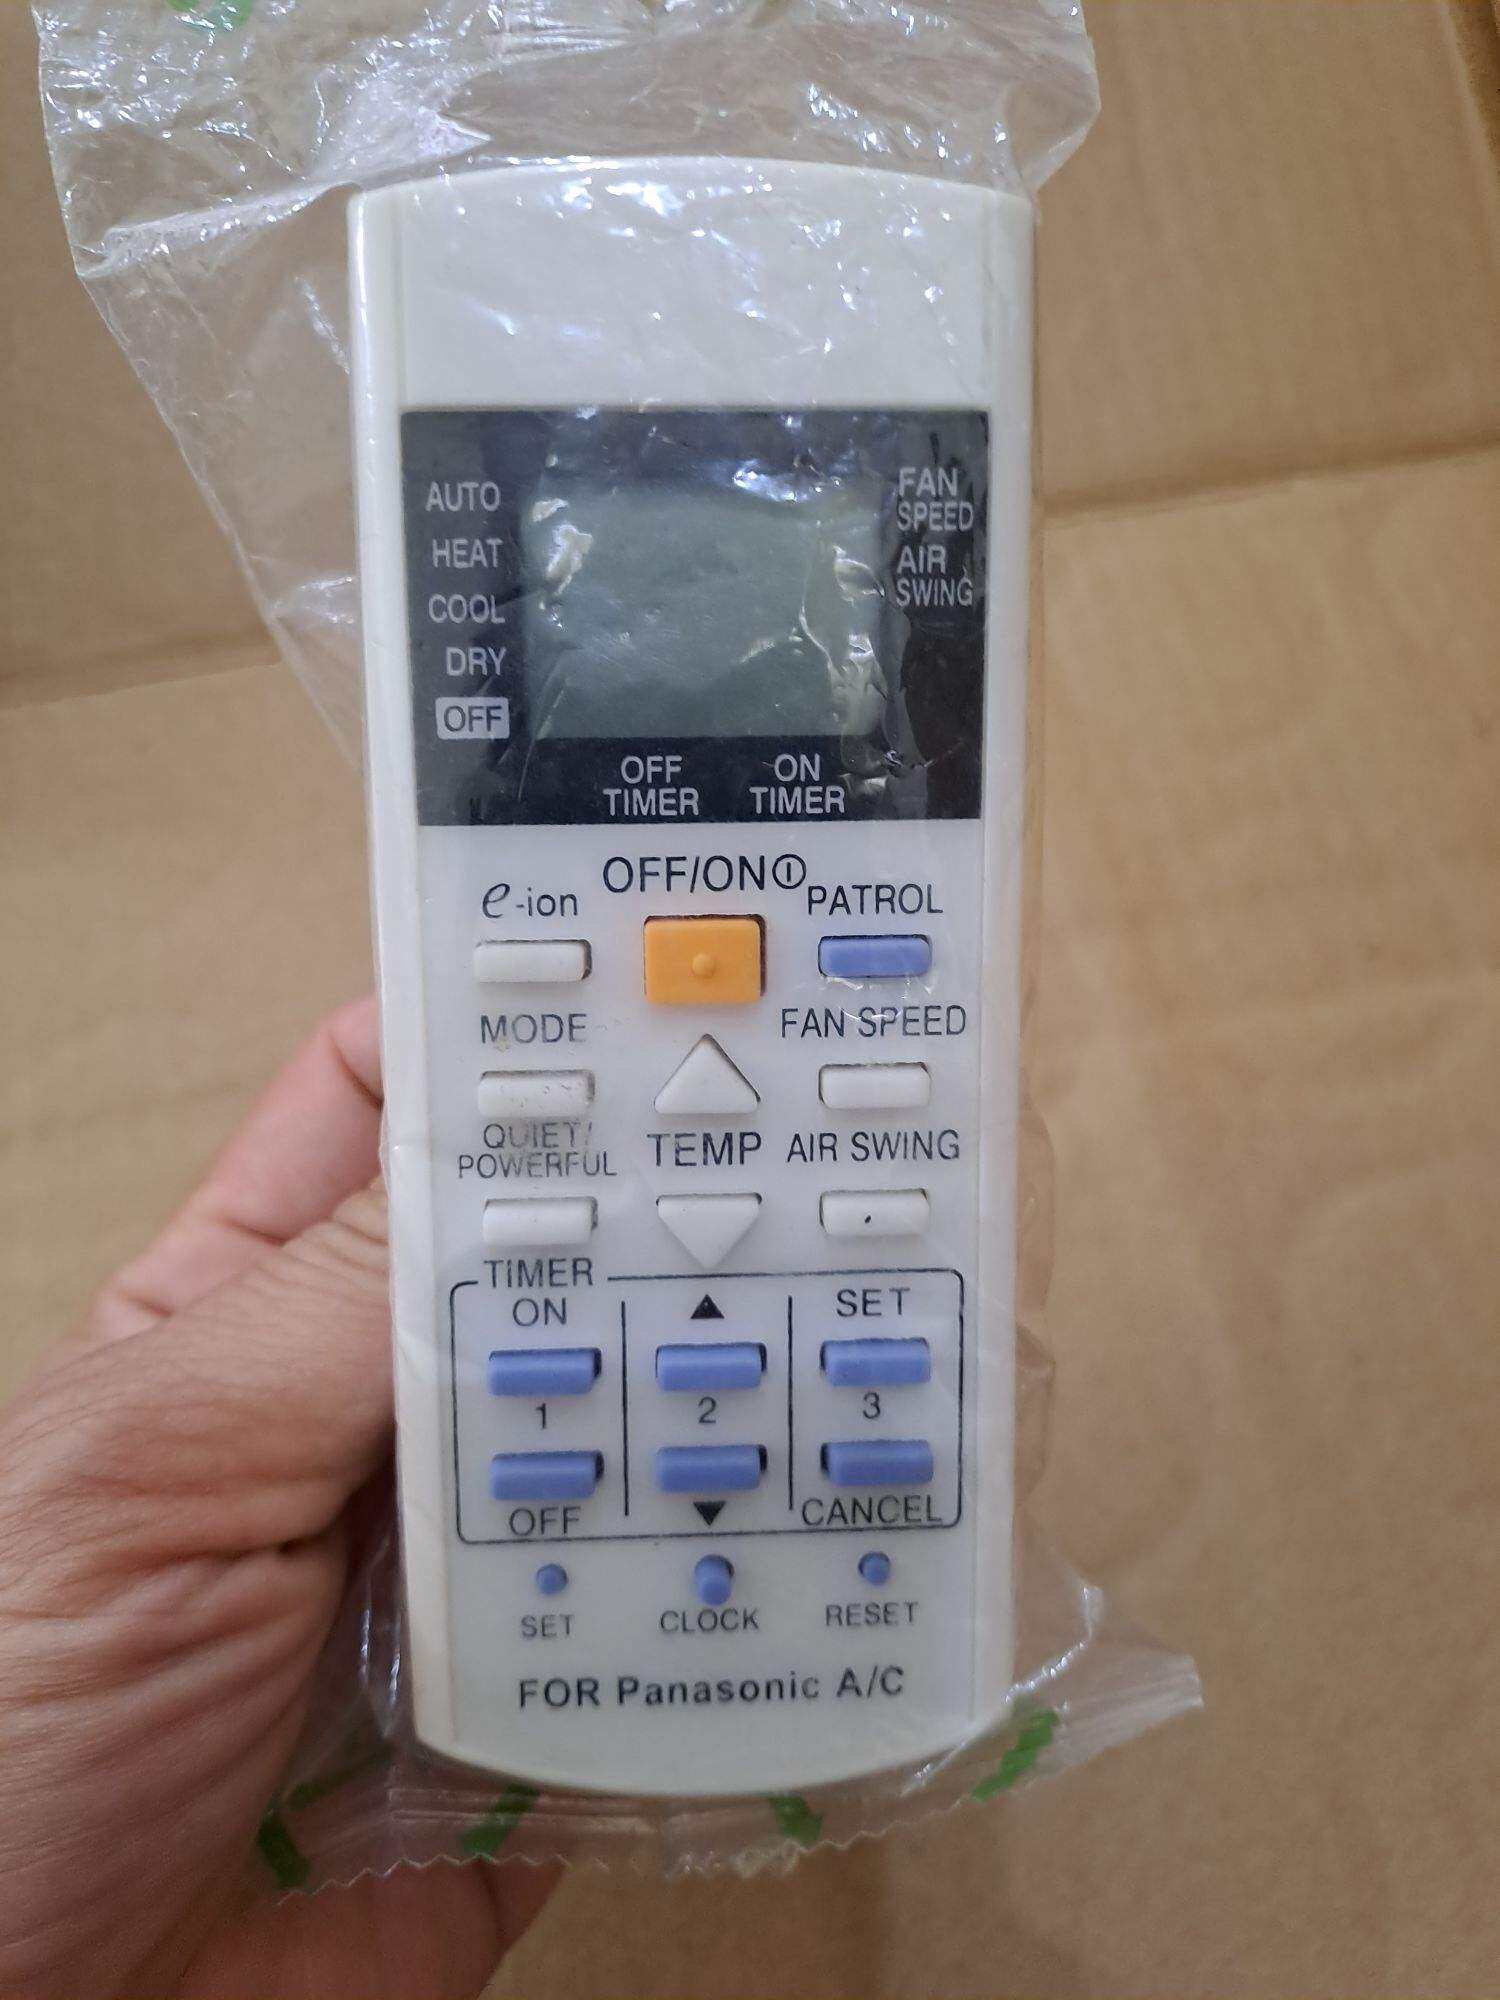 AUTO
HEAT
COOL
DRY
OFF
FAN
SPEED
AIR
SWING
OFF
TIMER
ON
TIMER
OFF/ON
e-ion
PATROL
MODE
FAN SPEED
QUIET/
POWERFUL
TEMP
AIR SWING
TIMER
ON
▲
SET
1
2
3
OFF
▼
CANCEL
SET
CLOCK
RESET
FOR Panasonic A/C